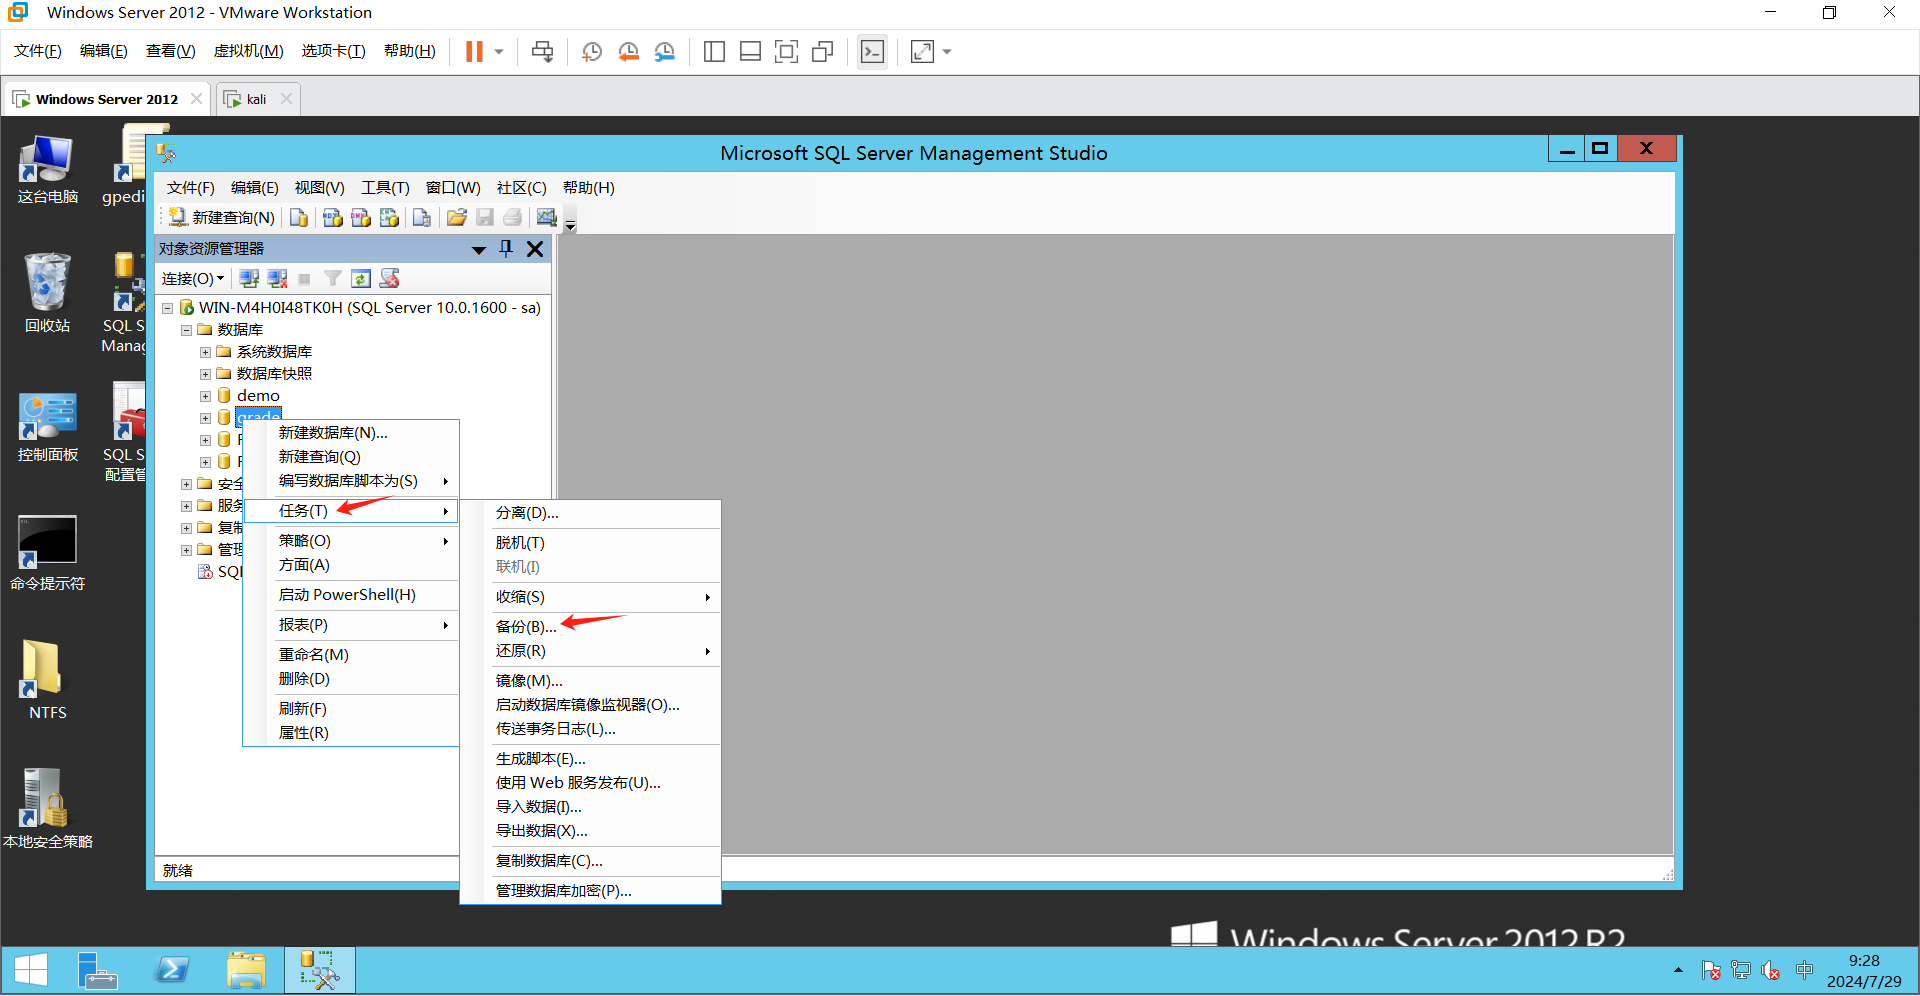 Windows Server 2012 - VMware Workstation
文件(F) 编辑(E) 查看(V) 虚拟机(M) 选项卡(T) 帮助(H)
Windows Server 2012 kali
Microsoft SQL Server Management Studio
文件(F) 编辑(E) 视图(V) 工具(T) 窗口(W) 社区(C) 帮助(H)
新建查询(N)
对象资源管理器
连接(O)
WIN-M4H0I48TK0H (SQL Server 10.0.1600 - sa)
数据库
系统数据库
数据库快照
demo
grade
安全
服务
复制
管理
SQL
新建数据库(N)...
新建查询(Q)
编写数据库脚本为(S)
任务(T)
策略(O)
方面(A)
启动 PowerShell(H)
报表(P)
重命名(M)
删除(D)
刷新(F)
属性(R)
分离(D)...
脱机(T)
联机(I)
收缩(S)
备份(B)...
还原(R)
镜像(M)...
启动数据库镜像监视器(O)...
传送事务日志(L)...
生成脚本(E)...
使用 Web 服务发布(U)...
导入数据(I)...
导出数据(X)...
复制数据库(C)...
管理数据库加密(P)...
就绪
这台电脑
gpedi
回收站
SQL S
Manag
控制面板
SQL S
配置管
命令提示符
NTFS
本地安全策略
Windows Server 2012 R2
中
9:28
2024/7/29